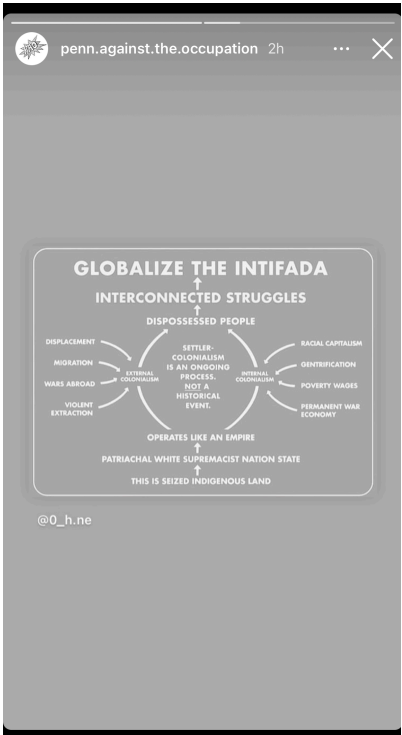 penn.against.the.occupation 2h
GLOBALIZE THE INTIFADA
INTERCONNECTED STRUGGLES
DISPOSSESSED PEOPLE
DISPLACEMENT
MIGRATION
WARS ABROAD
VIOLENT
EXTRACTION
EXTERNAL
COLONIALISM
SETTLER-
COLONIALISM
IS AN ONGOING
PROCESS.
NOT A
HISTORICAL
EVENT.
INTERNAL
COLONIALISM
RACIAL CAPITALISM
GENTRIFICATION
POVERTY WAGES
PERMANENT WAR
ECONOMY
OPERATES LIKE AN EMPIRE
PATRIACHAL WHITE SUPREMACIST NATION STATE
THIS IS SEIZED INDIGENOUS LAND
@0_h.ne